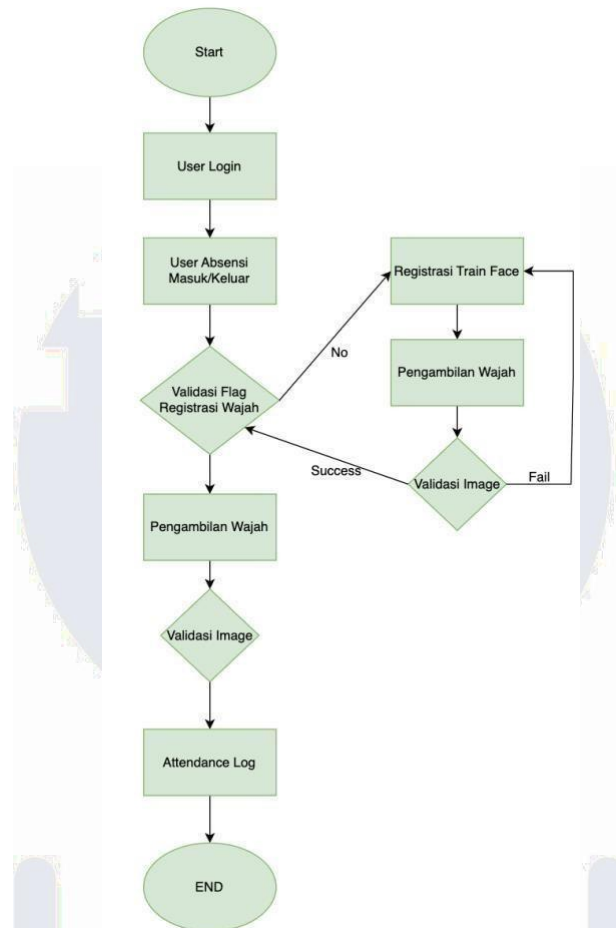 Start
User Login
User Absensi
Masuk/Keluar
Registrasi Train Face
No
Pengambilan Wajah
Validasi Flag
Registrasi Wajah
Success
Validasi Image
Fail
Pengambilan Wajah
Validasi Image
Attendance Log
END